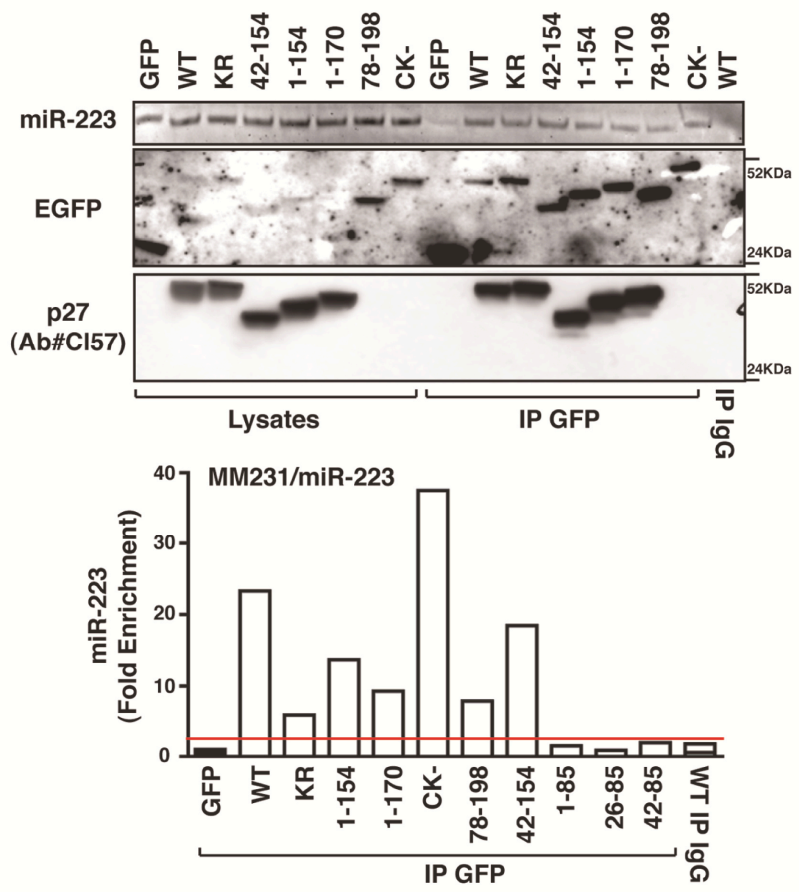 GFP WT KR 42-154 1-154 1-170 78-198 CK- GFP WT KR 42-154 1-154 1-170 78-198 CK- WT
miR-223
EGFP
52KDa
24KDa
p27
(Ab#Cl57)
52KDa
24KDa
Lysates
IP GFP
IP IgG
MM231/miR-223
miR-223
(Fold Enrichment)
40
30
20
10
0
GFP WT KR 1-154 1-170 CK- 78-198 42-154 1-85 26-85 42-85 WT IP IgG
IP GFP